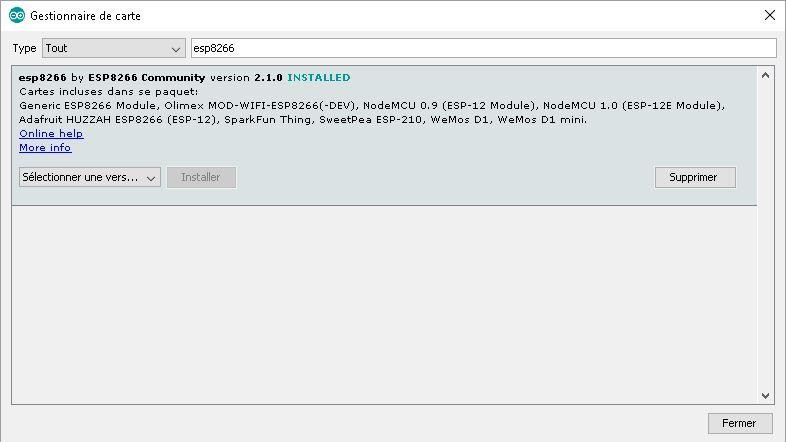 Gestionnaire de carte
Type Tout esp8266
esp8266 by ESP8266 Community version 2.1.0 INSTALLED
Cartes incluses dans se paquet:
Generic ESP8266 Module, Olimex MOD-WIFI-ESP8266(-DEV), NodeMCU 0.9 (ESP-12 Module), NodeMCU 1.0 (ESP-12E Module),
Adafruit HUZZAH ESP8266 (ESP-12), SparkFun Thing, SweetPea ESP-210, WeMos D1, WeMos D1 mini.
Online help
More info
Sélectionner une vers... Installer Supprimer
Fermer